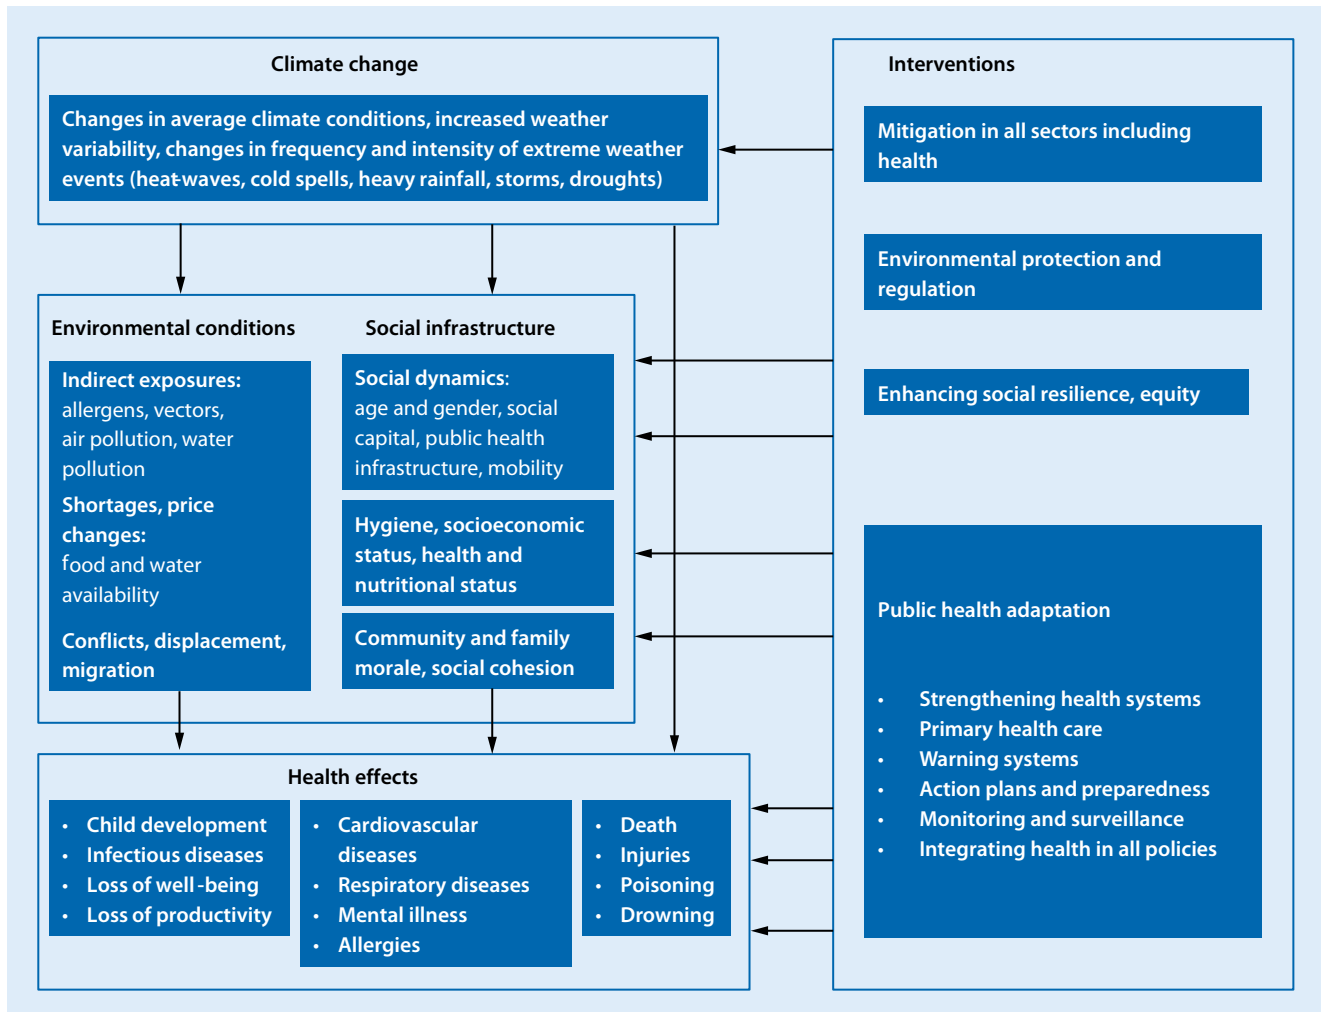 Climate change
Changes in average climate conditions, increased weather
variability, changes in frequency and intensity of extreme weather
events (heat-waves, cold spells, heavy rainfall, storms, droughts)
Environmental conditions
Indirect exposures:
allergens, vectors,
air pollution, water
pollution
Shortages, price
changes:
food and water
availability
Conflicts, displacement,
migration
Social infrastructure
Social dynamics:
age and gender, social
capital, public health
infrastructure, mobility
Hygiene, socioeconomic
status, health and
nutritional status
Community and family
morale, social cohesion
Health effects
• Child development
• Infectious diseases
• Loss of well-being
• Loss of productivity
• Cardiovascular
diseases
• Respiratory diseases
• Mental illness
• Allergies
• Death
• Injuries
• Poisoning
• Drowning
Interventions
Mitigation in all sectors including
health
Environmental protection and
regulation
Enhancing social resilience, equity
Public health adaptation
• Strengthening health systems
• Primary health care
• Warning systems
• Action plans and preparedness
• Monitoring and surveillance
• Integrating health in all policies